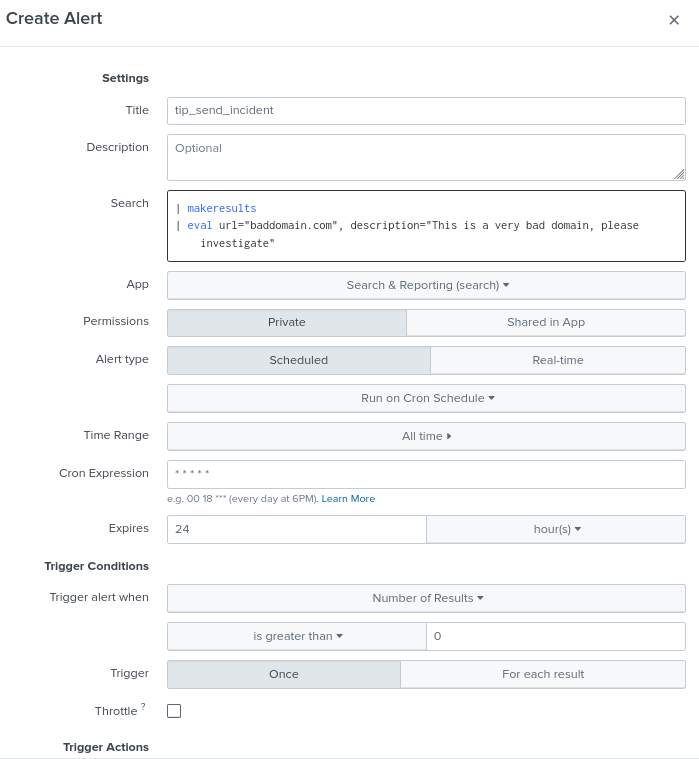 Create Alert
Settings
Title tip_send_incident
Description Optional
Search | makeresults
| eval url="baddomain.com", description="This is a very bad domain, please
investigate"
App Search & Reporting (search)
Permissions Private Shared in App
Alert type Scheduled Real-time
Run on Cron Schedule
Time Range All time
Cron Expression * * * * *
e.g. 00 18 *** (every day at 6PM). Learn More
Expires 24 hour(s)
Trigger Conditions
Trigger alert when Number of Results
is greater than 0
Trigger Once For each result
Throttle ?
Trigger Actions